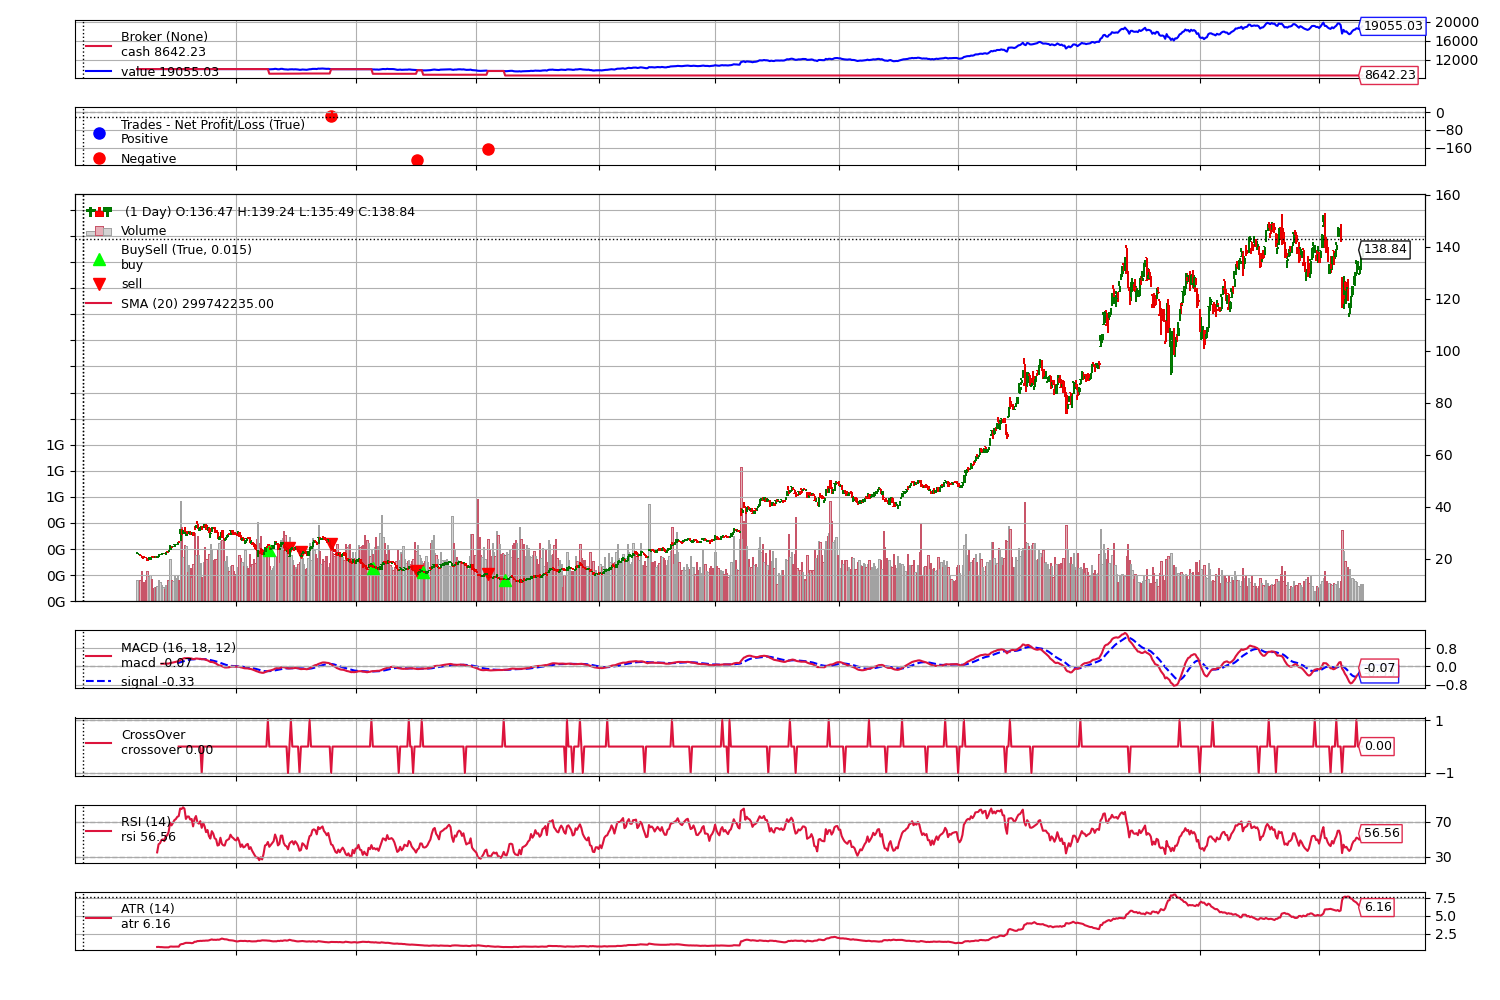 Broker (None)
cash 8642.23
value 19055.03
20000
19055.03
16000
12000
8642.23
Trades - Net Profit/Loss (True)
Positive
Negative
0
−80
−160
(1 Day) O:136.47 H:139.24 L:135.49 C:138.84
Volume
BuySell (True, 0.015)
buy
sell
SMA (20) 299742235.00
160
140
138.84
120
100
80
60
40
20
1G
1G
1G
0G
0G
0G
0G
MACD (16, 18, 12)
macd -0.07
signal -0.33
0.8
0.0
−0.8
-0.07
CrossOver
crossover 0.00
1
0.00
−1
RSI (14)
rsi 56.56
70
56.56
30
ATR (14)
atr 6.16
7.5
6.16
5.0
2.5